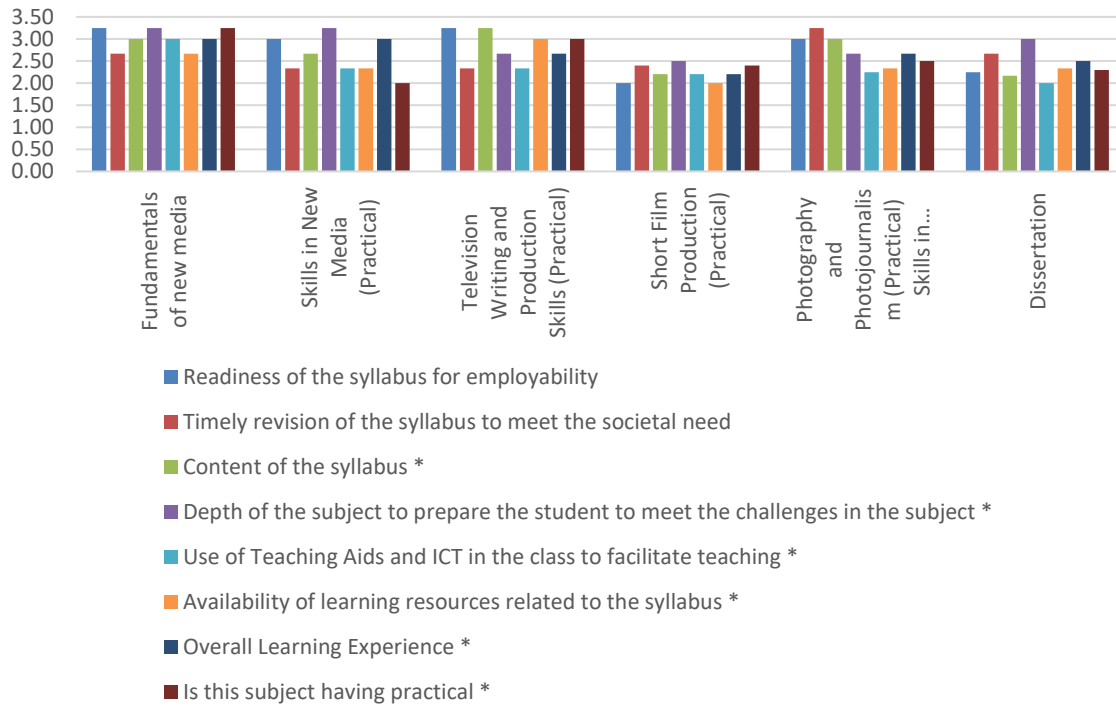 3.50
3.00
2.50
2.00
1.50
1.00
0.50
0.00
Fundamentals
of new media
Skills in New
Media
(Practical)
Television
Writing and
Production
Skills (Practical)
Short Film
Production
(Practical)
Photography
and
Photojournalis
m (Practical)
Skills in…
Dissertation
Readiness of the syllabus for employability
Timely revision of the syllabus to meet the societal need
Content of the syllabus *
Depth of the subject to prepare the student to meet the challenges in the subject *
Use of Teaching Aids and ICT in the class to facilitate teaching *
Availability of learning resources related to the syllabus *
Overall Learning Experience *
Is this subject having practical *